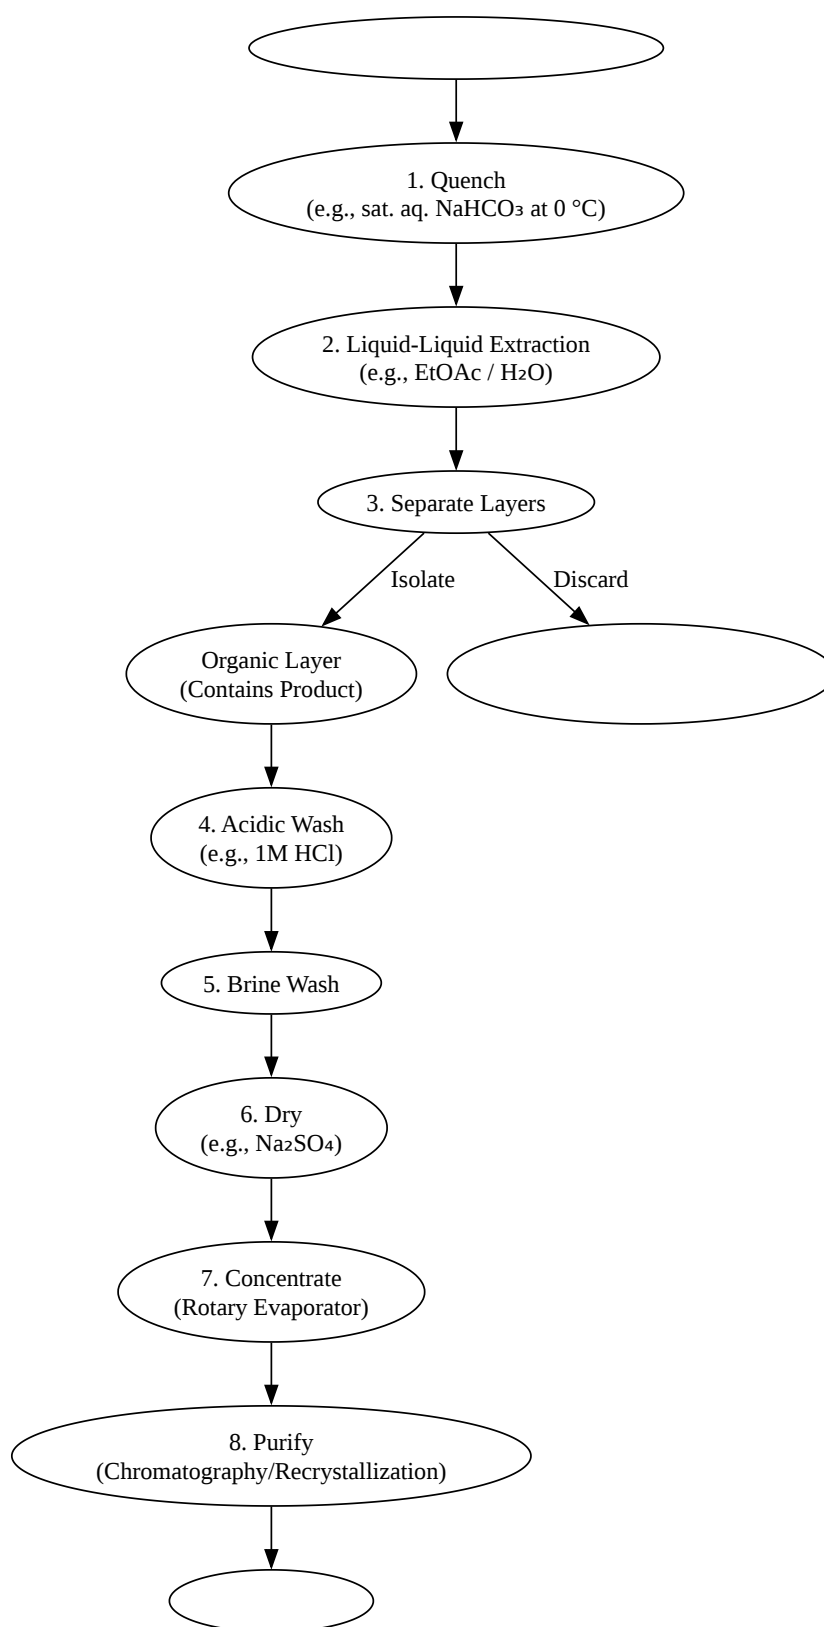 1. Quench
(e.g., sat. aq. NaHCO₃ at 0 °C)
2. Liquid-Liquid Extraction
(e.g., EtOAc / H₂O)
3. Separate Layers
Isolate
Discard
Organic Layer
(Contains Product)
4. Acidic Wash
(e.g., 1M HCl)
5. Brine Wash
6. Dry
(e.g., Na₂SO₄)
7. Concentrate
(Rotary Evaporator)
8. Purify
(Chromatography/Recrystallization)